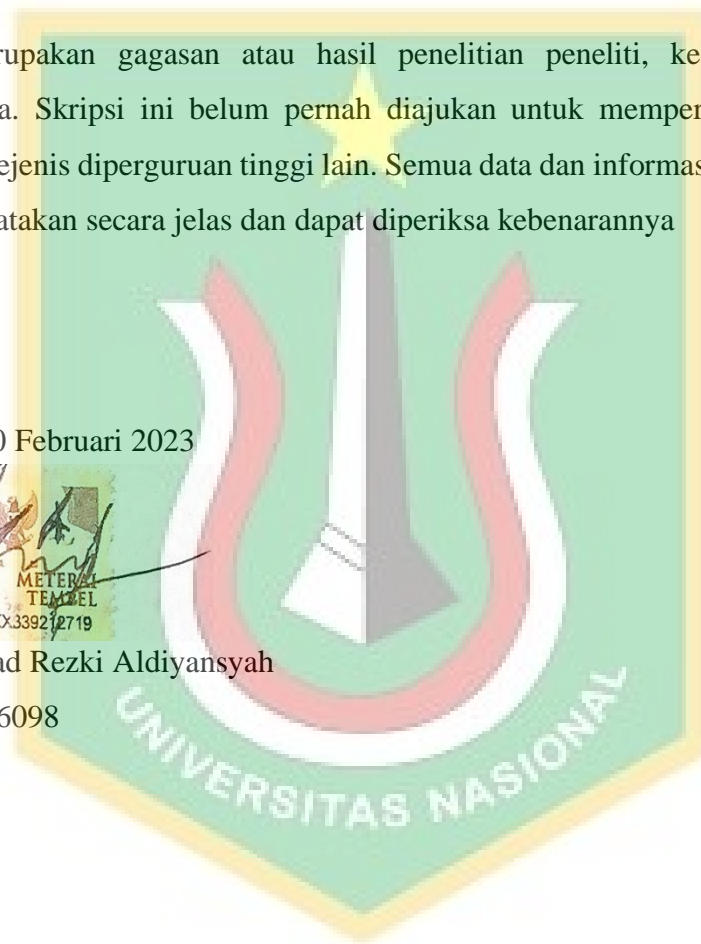 rupakan gagasan atau hasil penelitian peneliti, ke
a. Skripsi ini belum pernah diajukan untuk memper
ejenis diperguruan tinggi lain. Semua data dan informas
atakan secara jelas dan dapat diperiksa kebenarannya
0 Februari 2023
METERAI
TEMPEL
X339212719
ad Rezki Aldiyansyah
6098
UNIVERSITAS NASIONAL